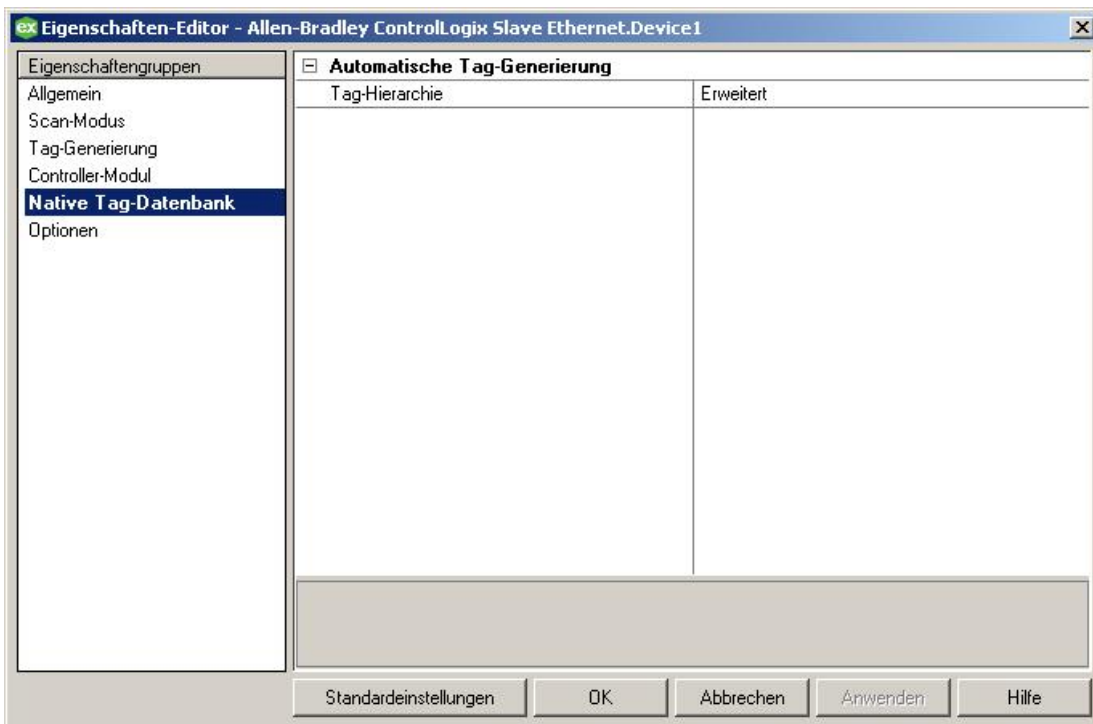 ex Eigenschaften-Editor - Allen-Bradley ControlLogix Slave Ethernet.Device1
Eigenschaftengruppen
Allgemein
Scan-Modus
Tag-Generierung
Controller-Modul
Native Tag-Datenbank
Optionen
Automatische Tag-Generierung
Tag-Hierarchie Erweitert
Standardeinstellungen OK Abbrechen Anwenden Hilfe